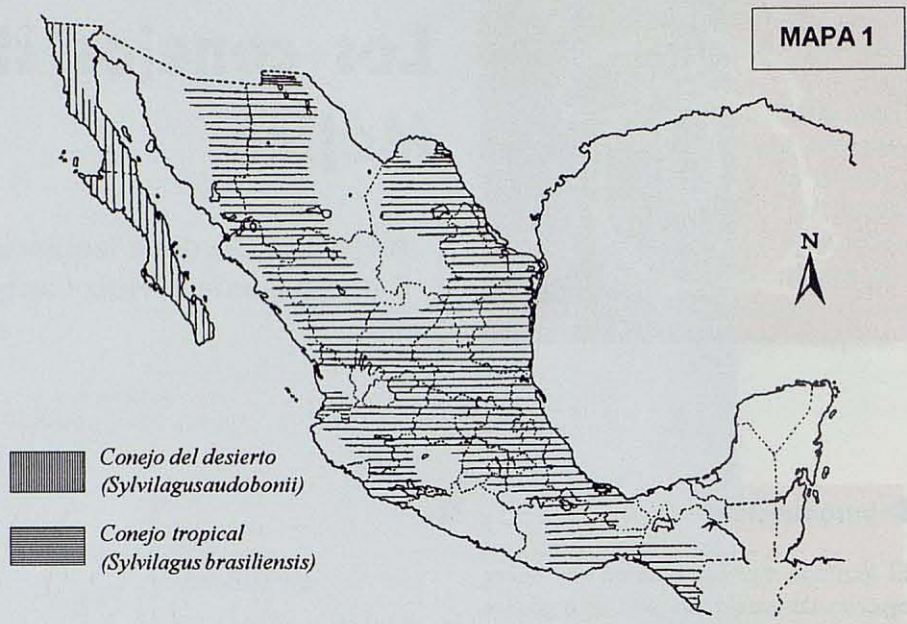 MAPA 1
N
Conejo del desierto
(Sylvilagusaudobonii)
Conejo tropical
(Sylvilagus brasiliensis)